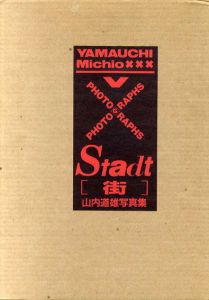 YAMAUCHI
Michio×××
PHOTOGRAPHS
&
PHOTOGRAPHS
Stadt
[街]
山内道雄写真集